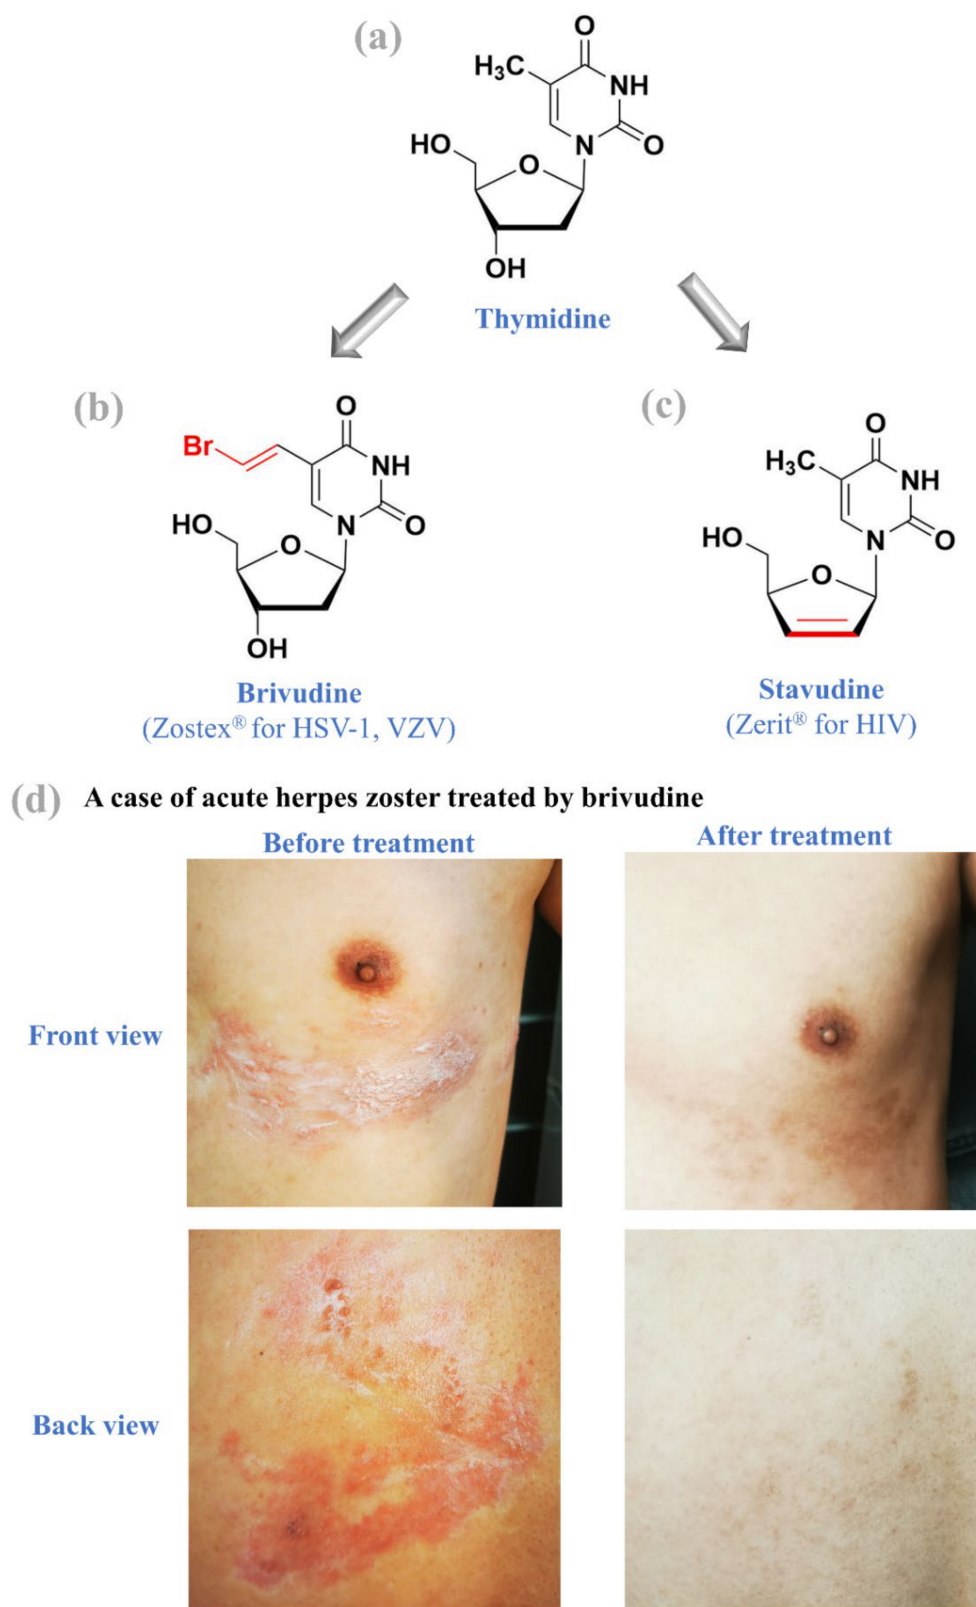 (a)
O
H₃C
NH
N
O
HO
O
OH
Thymidine
(b)
O
Br
NH
N
O
HO
O
OH
Brivudine
(Zostex® for HSV-1, VZV)
(c)
O
H₃C
NH
N
O
HO
O
Stavudine
(Zerit® for HIV)
(d) A case of acute herpes zoster treated by brivudine
Before treatment
After treatment
Front view
Back view